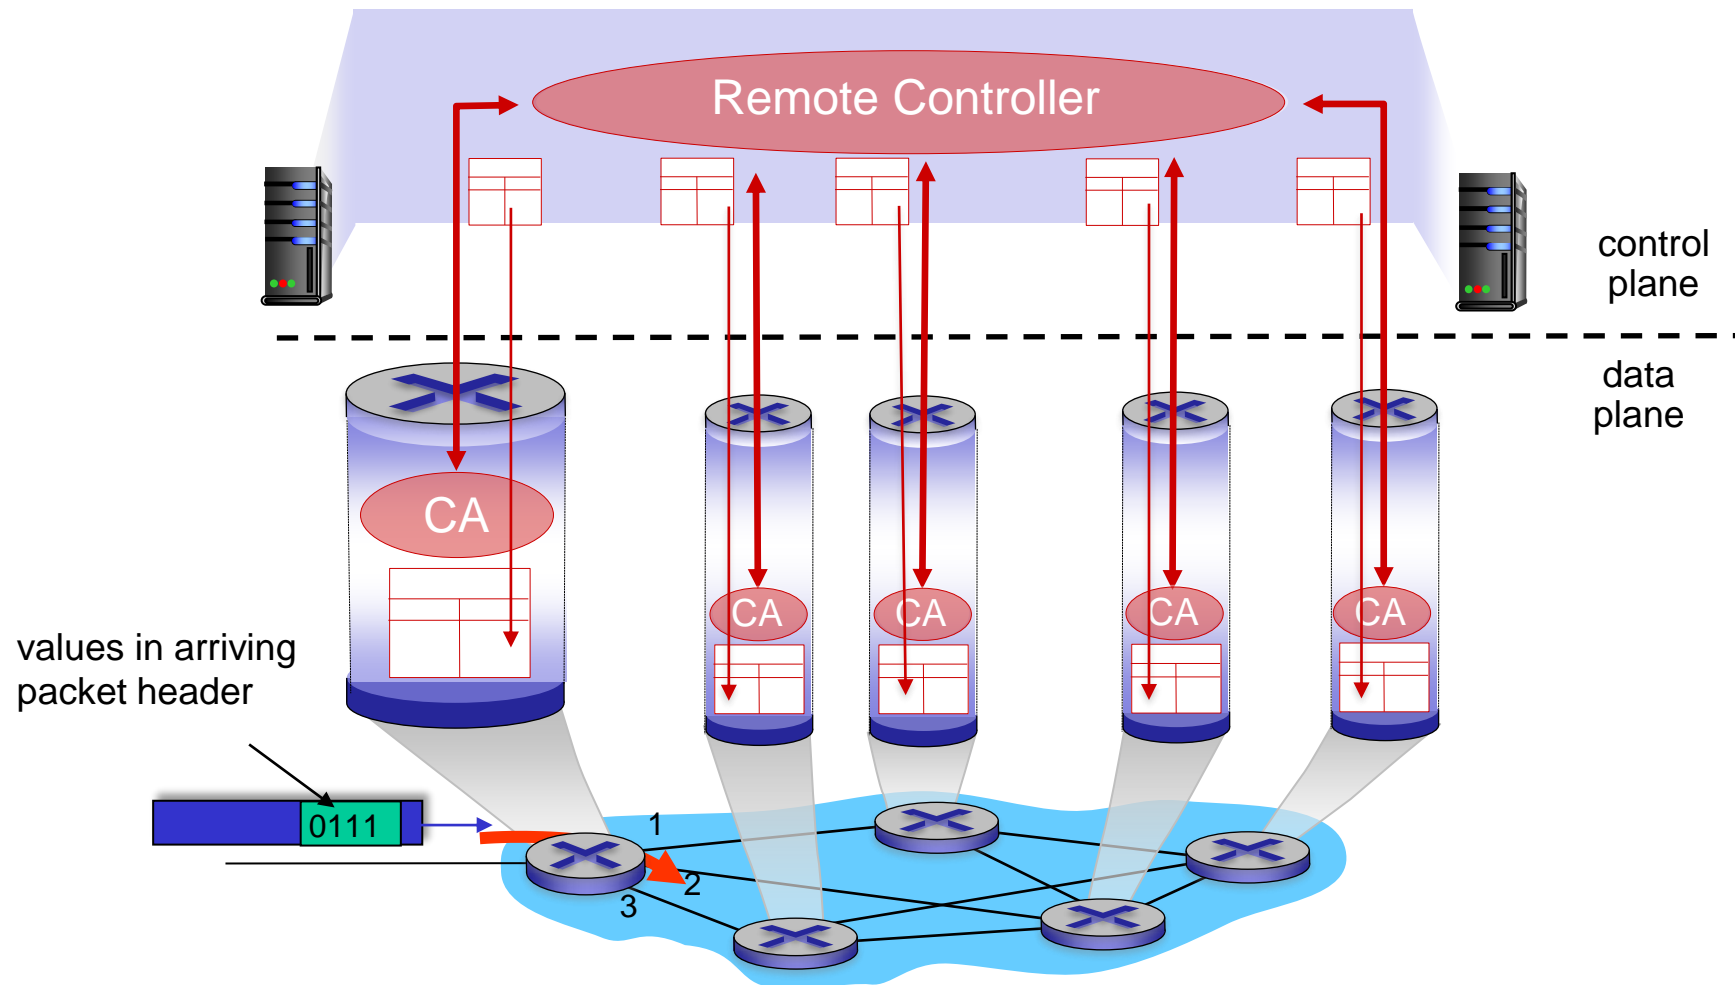 Remote Controller
control
plane
data
plane
CA
CA
CA
CA
CA
values in arriving
packet header
0111
1
2
3